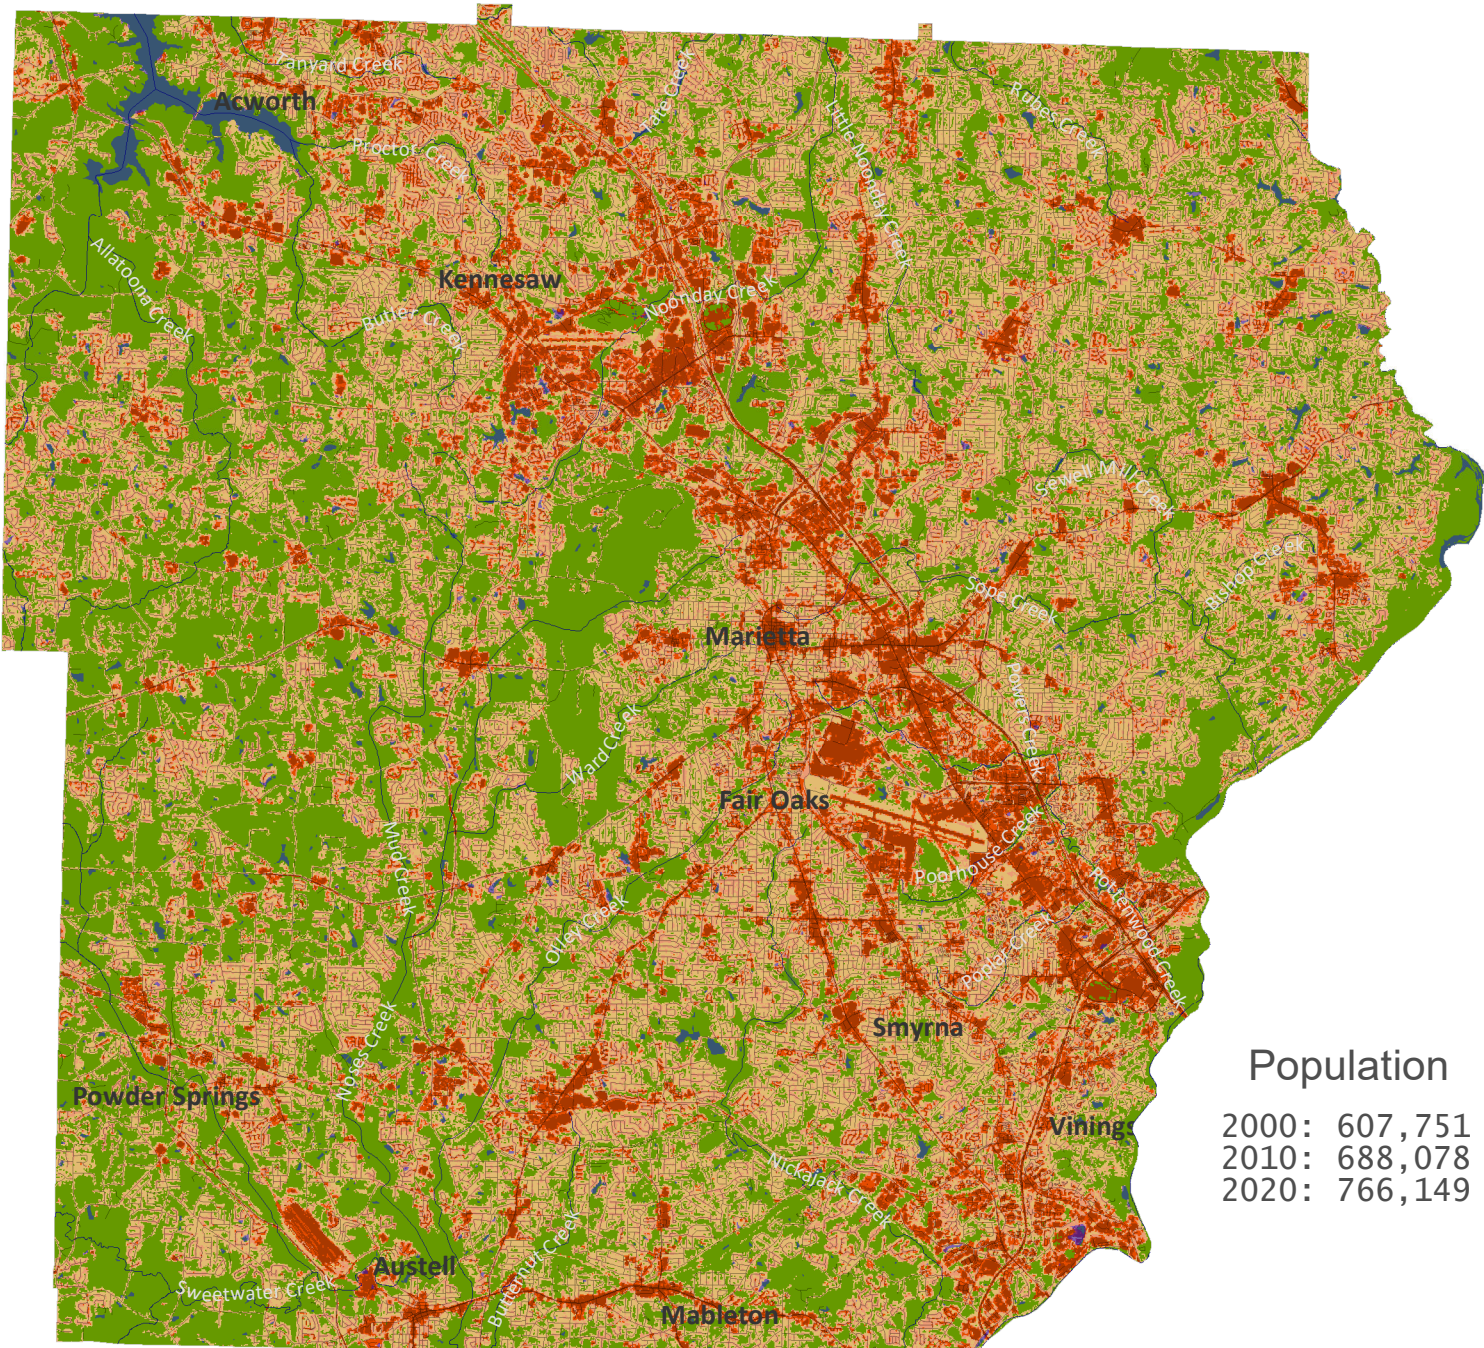 Tanyard Creek
Acworth
Tate Creek
Little Noonday Creek
Rubes Creek
Proctor Creek
Allatoona Creek
Kennesaw
Noonday Creek
Butler Creek
Sewell Mill Creek
Bishop Creek
Sope Creek
Marietta
Powers Creek
Ward Creek
Fair Oaks
Poorhouse Creek
Mud Creek
Rottenwood Creek
Olley Creek
Poplar Creek
Smyrna
Noses Creek
Powder Springs
Vinings
Population
2000: 607,751
2010: 688,078
2020: 766,149
Nickajack Creek
Austell
Buttermut Creek
Sweetwater Creek
Mableton